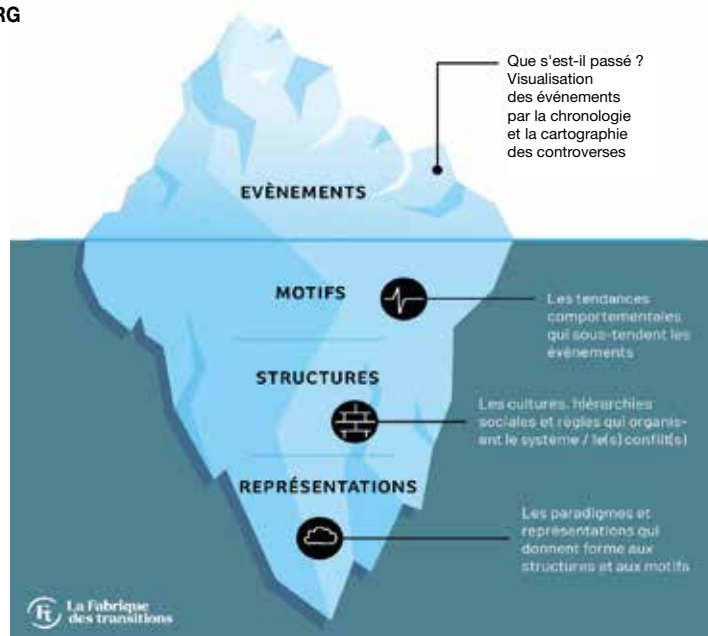 RG
Que s'est-il passé ?
Visualisation
des événements
par la chronologie
et la cartographie
des controverses
EVÈNEMENTS
MOTIFS
Les tendances
comportementales
qui sous-tendent les
évènements
STRUCTURES
Les cultures, hiérarchies
sociales et règles qui organis-
ent le système / le(s) conflit(s)
REPRÉSENTATIONS
Les paradigmes et
représentations qui
donnent forme aux
structures et aux motifs
Ft La Fabrique
des transitions